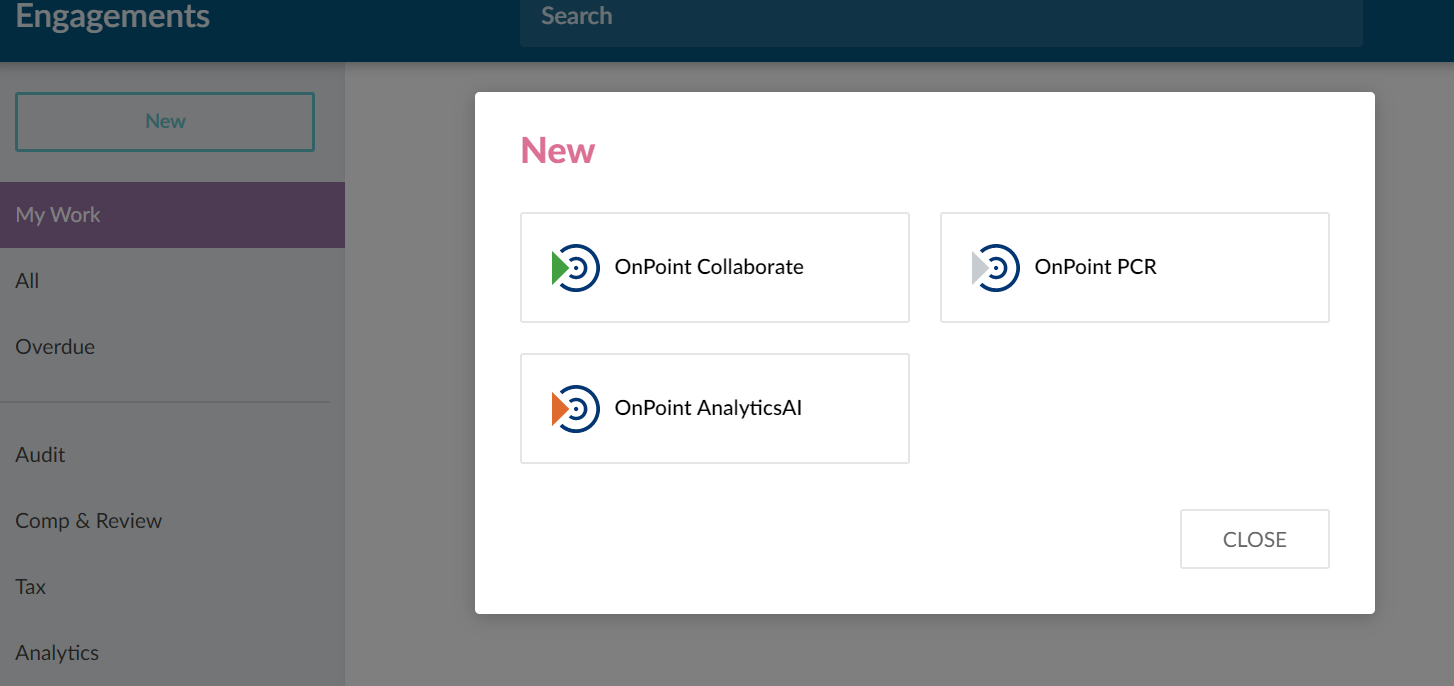 Engagements
Search
New
My Work
All
Overdue
Audit
Comp & Review
Tax
Analytics
New
OnPoint Collaborate
OnPoint PCR
OnPoint AnalyticsAI
CLOSE